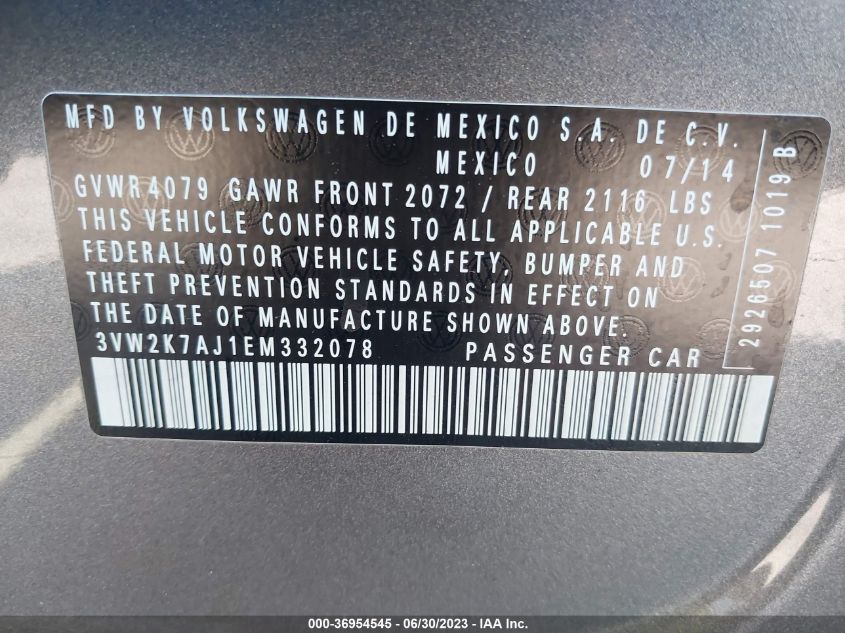 MFD BY VOLKSWAGEN DE MEXICO S.A. DE C.V.
MEXICO 07/14
GVWR 4079 GAWR FRONT 2072 / REAR 2116 LBS
THIS VEHICLE CONFORMS TO ALL APPLICABLE U.S.
FEDERAL MOTOR VEHICLE SAFETY, BUMPER AND
THEFT PREVENTION STANDARDS IN EFFECT ON
THE DATE OF MANUFACTURE SHOWN ABOVE.
3VW2K7AJ1EM332078 PASSENGER CAR
2926507 1019B
000-36954545 - 06/30/2023 - IAA Inc.